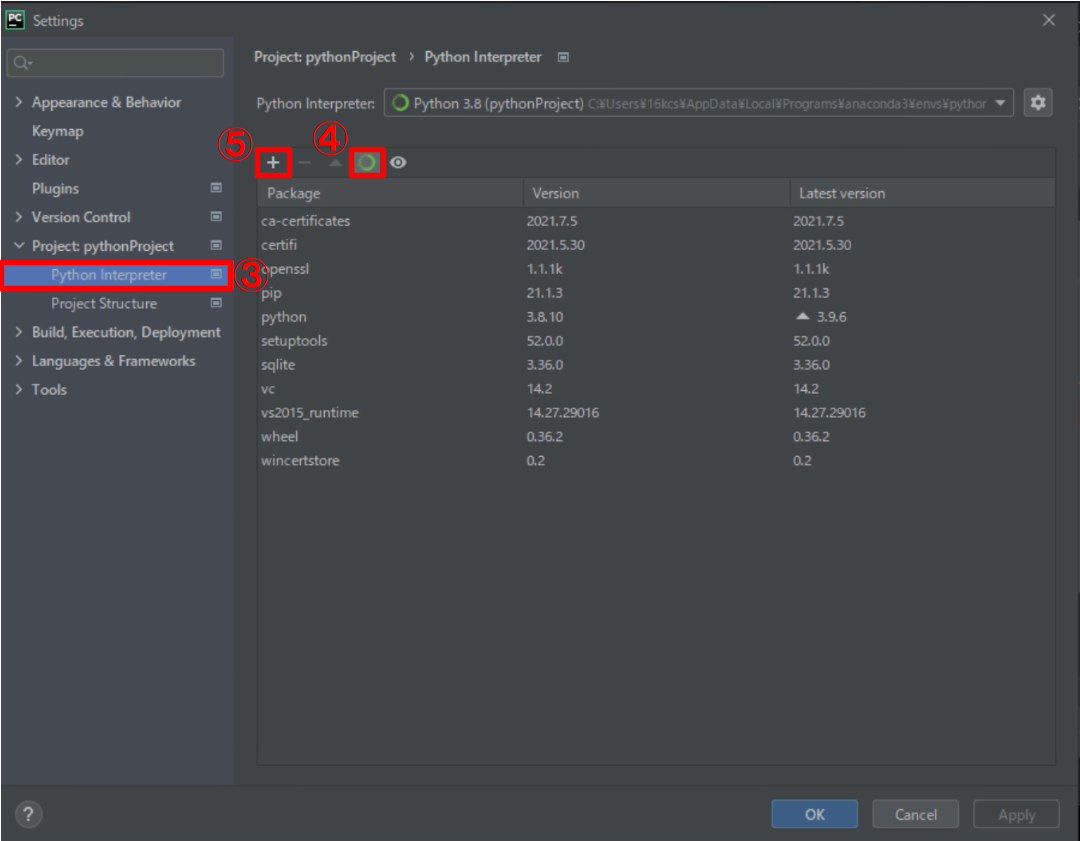 PC Settings
Project: pythonProject › Python Interpreter
Python Interpreter: Python 3.8 (pythonProject) C:¥Users¥16kcs¥AppData¥Local¥Programs¥anaconda3¥envs¥pythor
Appearance & Behavior
Keymap
Editor
Plugins
Version Control
Project: pythonProject
Python Interpreter ③
Project Structure
Build, Execution, Deployment
Languages & Frameworks
Tools
⑤ ④
Package Version Latest version
ca-certificates 2021.7.5 2021.7.5
certifi 2021.5.30 2021.5.30
openssl 1.1.1k 1.1.1k
pip 21.1.3 21.1.3
python 3.8.10 3.9.6
setuptools 52.0.0 52.0.0
sqlite 3.36.0 3.36.0
vc 14.2 14.2
vs2015_runtime 14.27.29016 14.27.29016
wheel 0.36.2 0.36.2
wincertstore 0.2 0.2
? OK Cancel Apply